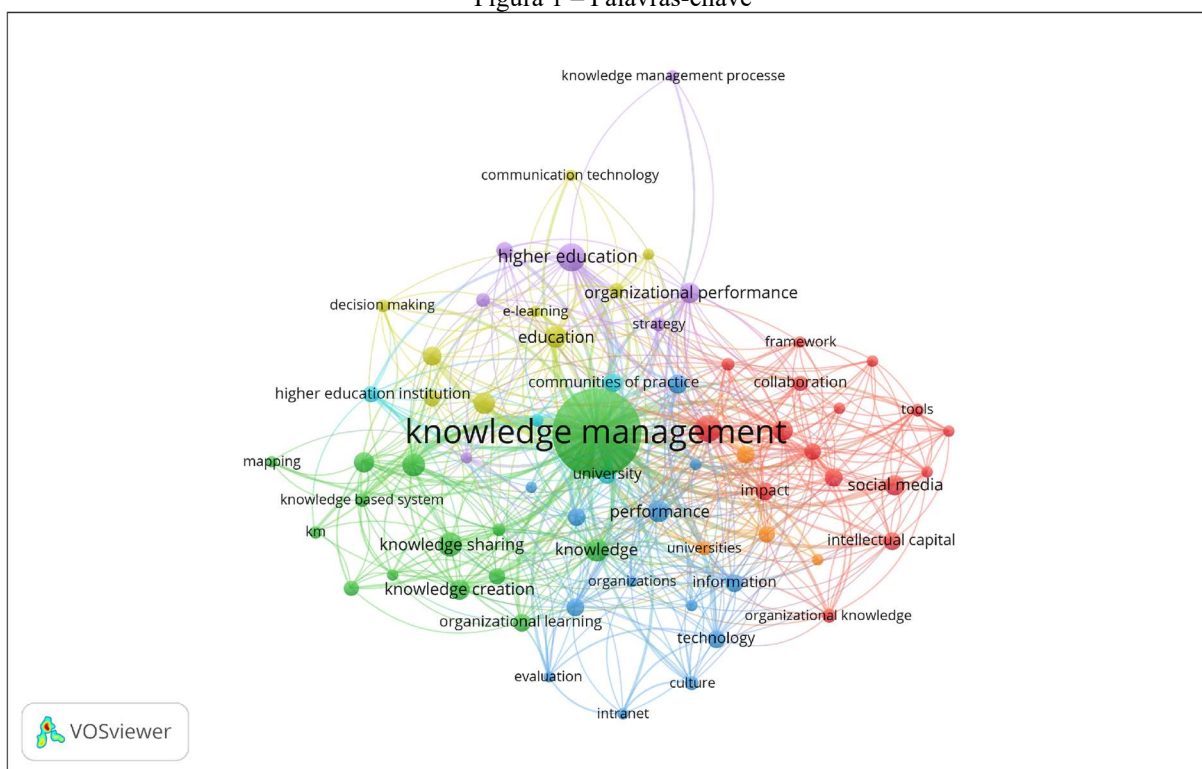 Figura 1 – Palavras-chave
knowledge management processe
communication technology
higher education
organizational performance
decision making
e-learning
strategy
education
framework
communities of practice
collaboration
higher education institution
tools
knowledge management
mapping
university
knowledge based system
impact
social media
km
performance
knowledge sharing
knowledge
universities
intellectual capital
knowledge creation
organizations
information
organizational learning
organizational knowledge
technology
evaluation
culture
intranet
VOSviewer